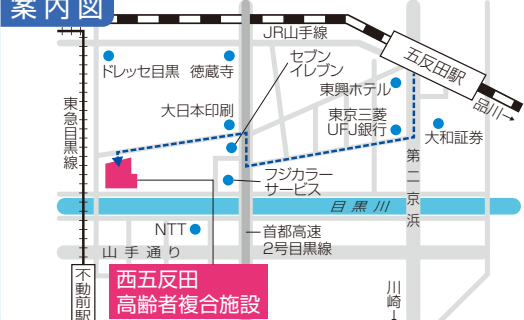 案内図
JR山手線
五反田駅
品川→
ドレッセ目黒
徳蔵寺
セブン
イレブン
東興ホテル
東急目黒線
大日本印刷
東京三菱
UFJ銀行
大和証券
第二京浜
フジカラー
サービス
目黒川
NTT
首都高速
2号目黒線
山手通り
西五反田
高齢者複合施設
不動前駅
川崎→